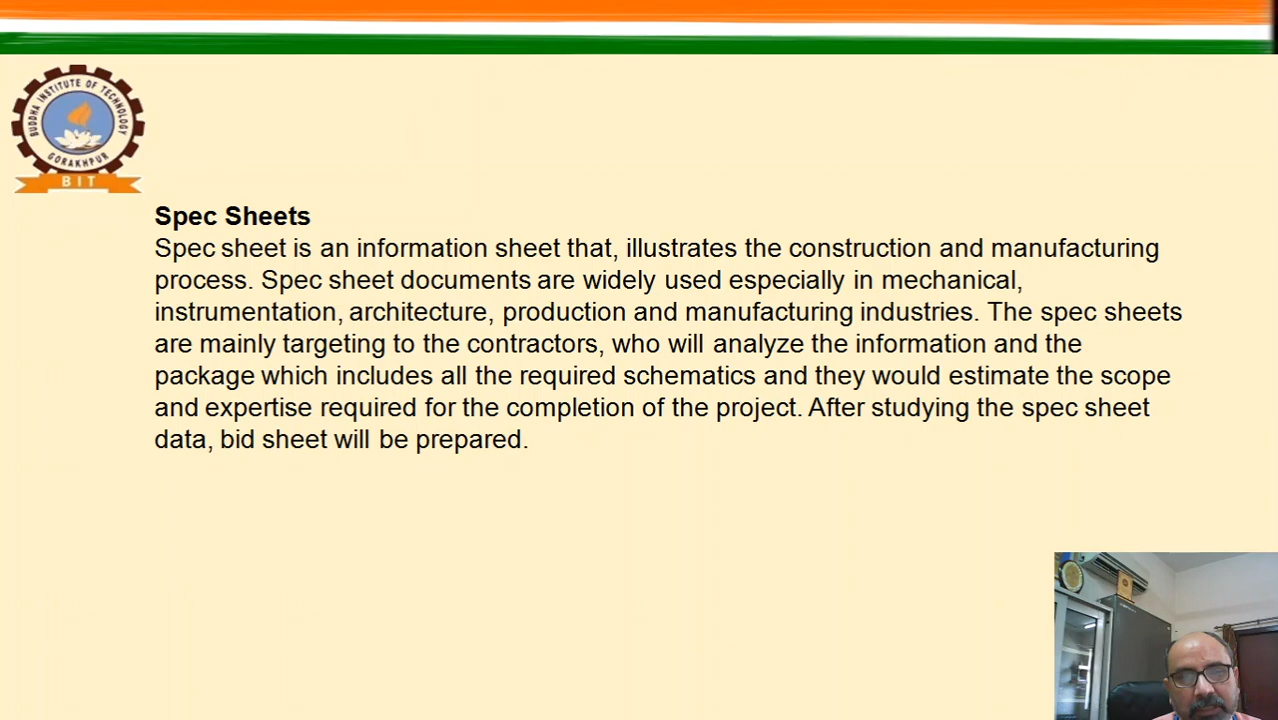 BUDDHA INSTITUTE OF TECHNOLOGY
GORAKHPUR
BIT
Spec Sheets
Spec sheet is an information sheet that, illustrates the construction and manufacturing
process. Spec sheet documents are widely used especially in mechanical,
instrumentation, architecture, production and manufacturing industries. The spec sheets
are mainly targeting to the contractors, who will analyze the information and the
package which includes all the required schematics and they would estimate the scope
and expertise required for the completion of the project. After studying the spec sheet
data, bid sheet will be prepared.